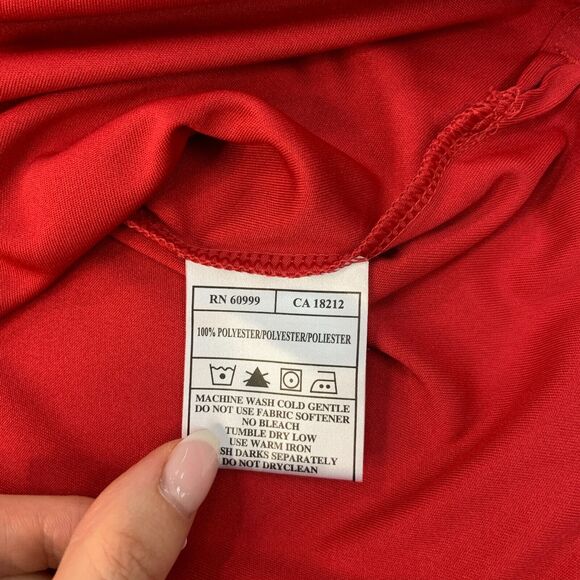 RN 60999 CA 18212
100% POLYESTER/POLYESTER/POLIESTER
MACHINE WASH COLD GENTLE
DO NOT USE FABRIC SOFTENER
NO BLEACH
TUMBLE DRY LOW
USE WARM IRON
DARKS SEPARATELY
DO NOT DRYCLEAN